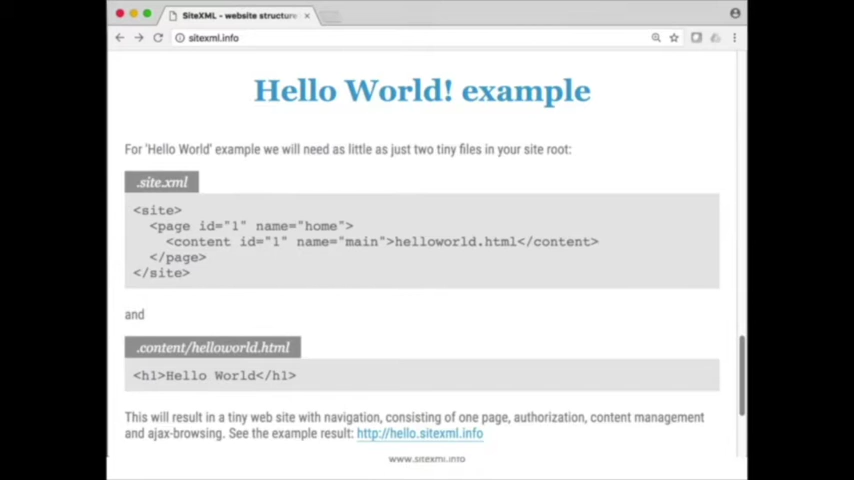 SiteXML - website structure
sitexml.info
Hello World! example
For 'Hello World' example we will need as little as just two tiny files in your site root:
.site.xml
<site>
<page id="1" name="home">
<content id="1" name="main">helloworld.html</content>
</page>
</site>
and
.content/helloworld.html
<h1>Hello World</h1>
This will result in a tiny web site with navigation, consisting of one page, authorization, content management
and ajax-browsing. See the example result: http://hello.sitexml.info
www.sitexml.info